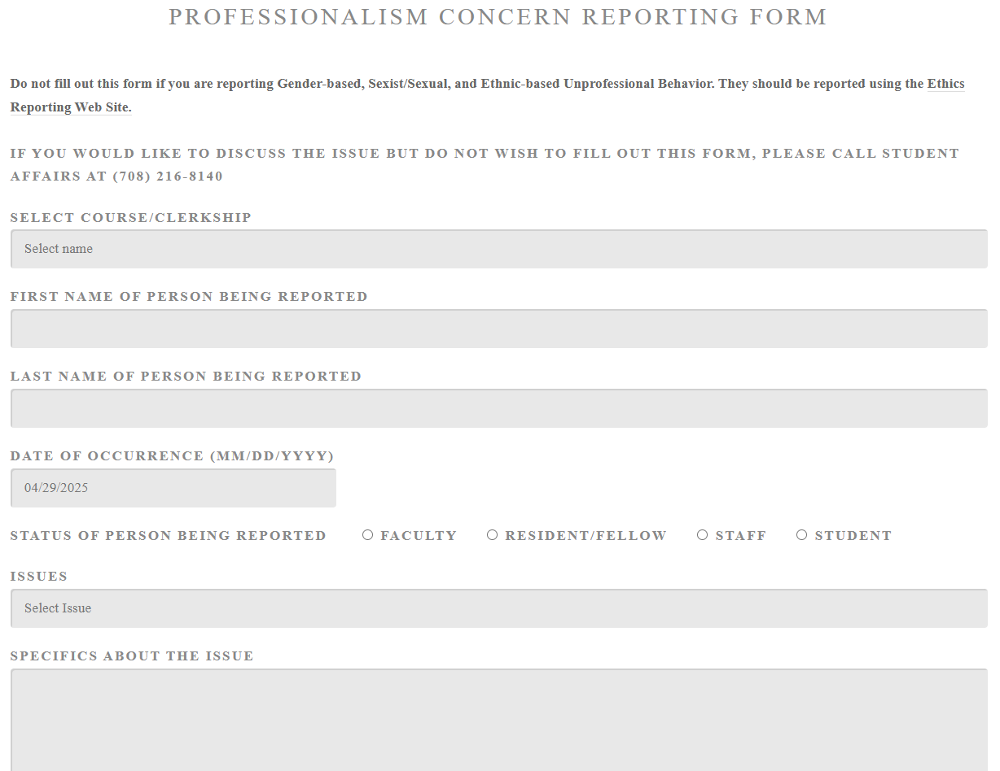 PROFESSIONALISM CONCERN REPORTING FORM
Do not fill out this form if you are reporting Gender-based, Sexist/Sexual, and Ethnic-based Unprofessional Behavior. They should be reported using the Ethics
Reporting Web Site.
IF YOU WOULD LIKE TO DISCUSS THE ISSUE BUT DO NOT WISH TO FILL OUT THIS FORM, PLEASE CALL STUDENT
AFFAIRS AT (708) 216-8140
SELECT COURSE/CLERKSHIP
Select name
FIRST NAME OF PERSON BEING REPORTED
LAST NAME OF PERSON BEING REPORTED
DATE OF OCCURRENCE (MM/DD/YYYY)
04/29/2025
STATUS OF PERSON BEING REPORTED FACULTY RESIDENT/FELLOW STAFF STUDENT
ISSUES
Select Issue
SPECIFICS ABOUT THE ISSUE